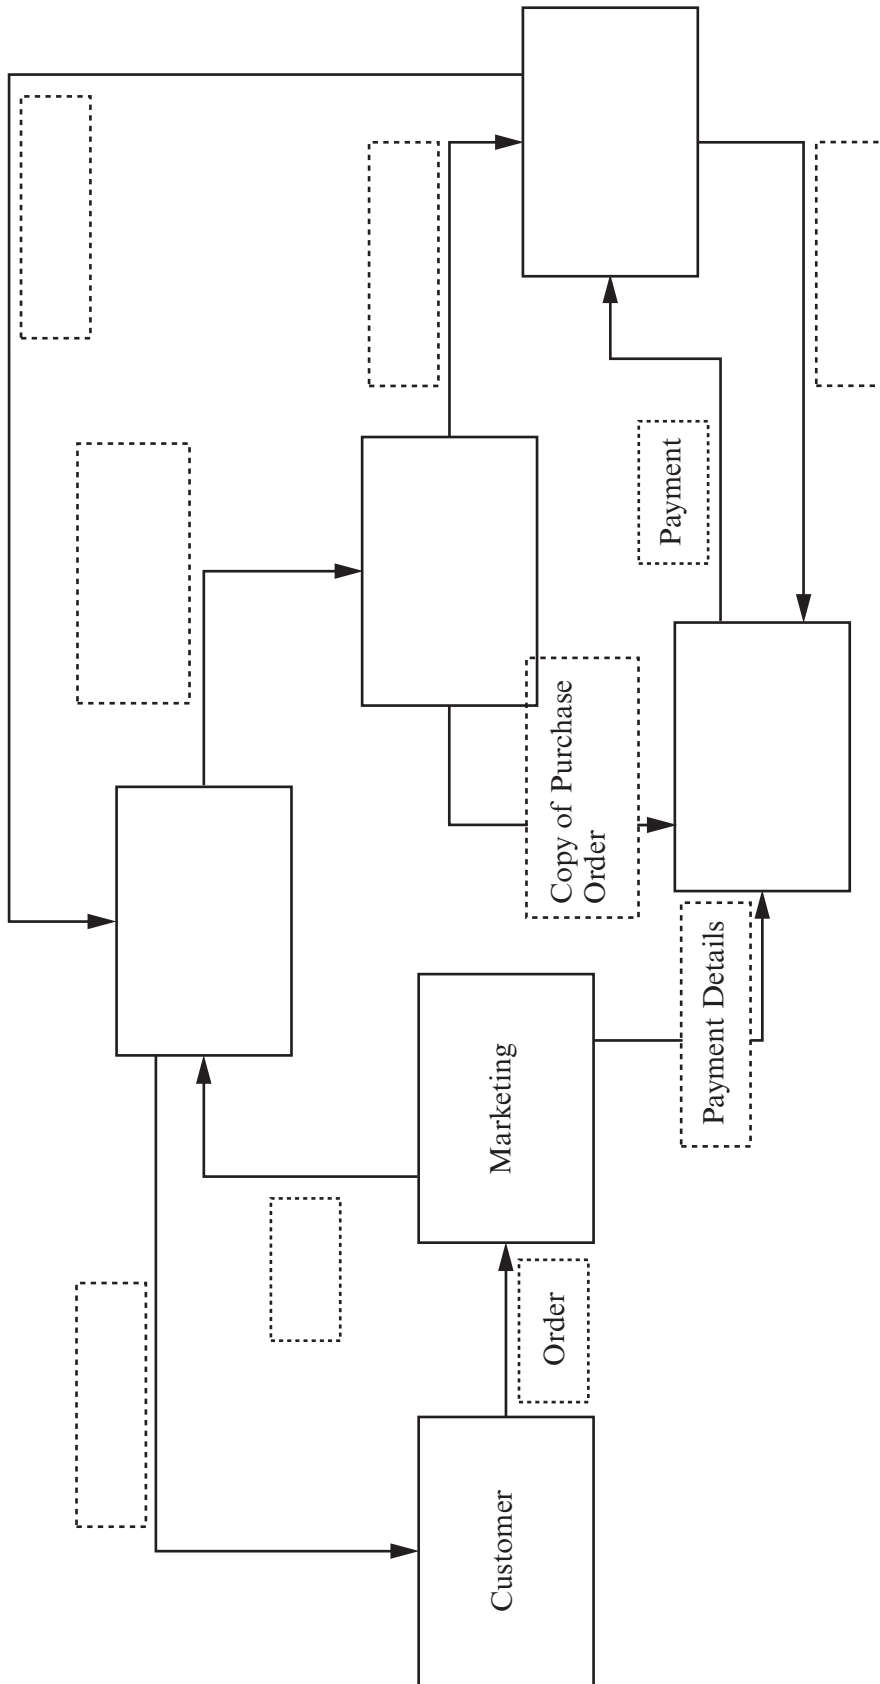 Customer
Order
Marketing
Payment Details
Copy of Purchase
Order
Payment